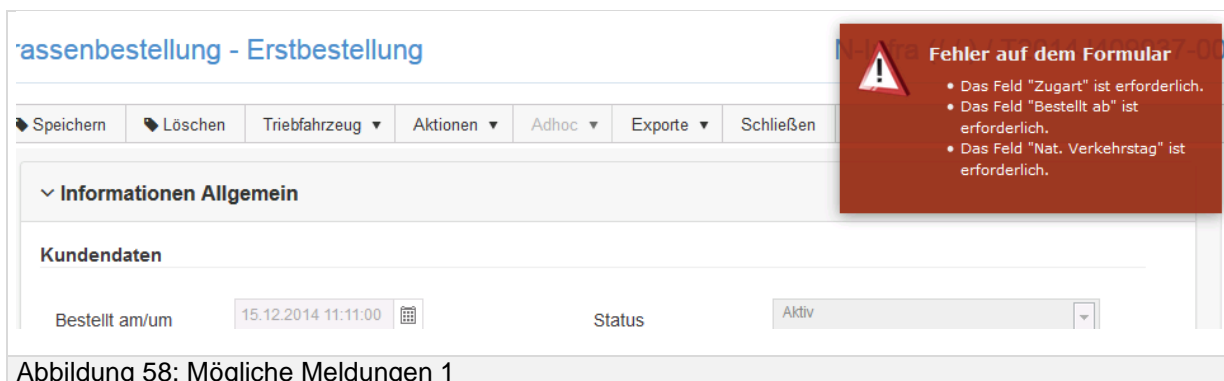 rassenbestellung - Erstbestellung
Fehler auf dem Formular
• Das Feld "Zugart" ist erforderlich.
• Das Feld "Bestellt ab" ist
erforderlich.
• Das Feld "Nat. Verkehrstag" ist
erforderlich.
Speichern Löschen Triebfahrzeug Aktionen Adhoc Exporte Schließen
Informationen Allgemein
Kundendaten
Bestellt am/um 15.12.2014 11:11:00 Status Aktiv
Abbildung 58: Mögliche Meldungen 1